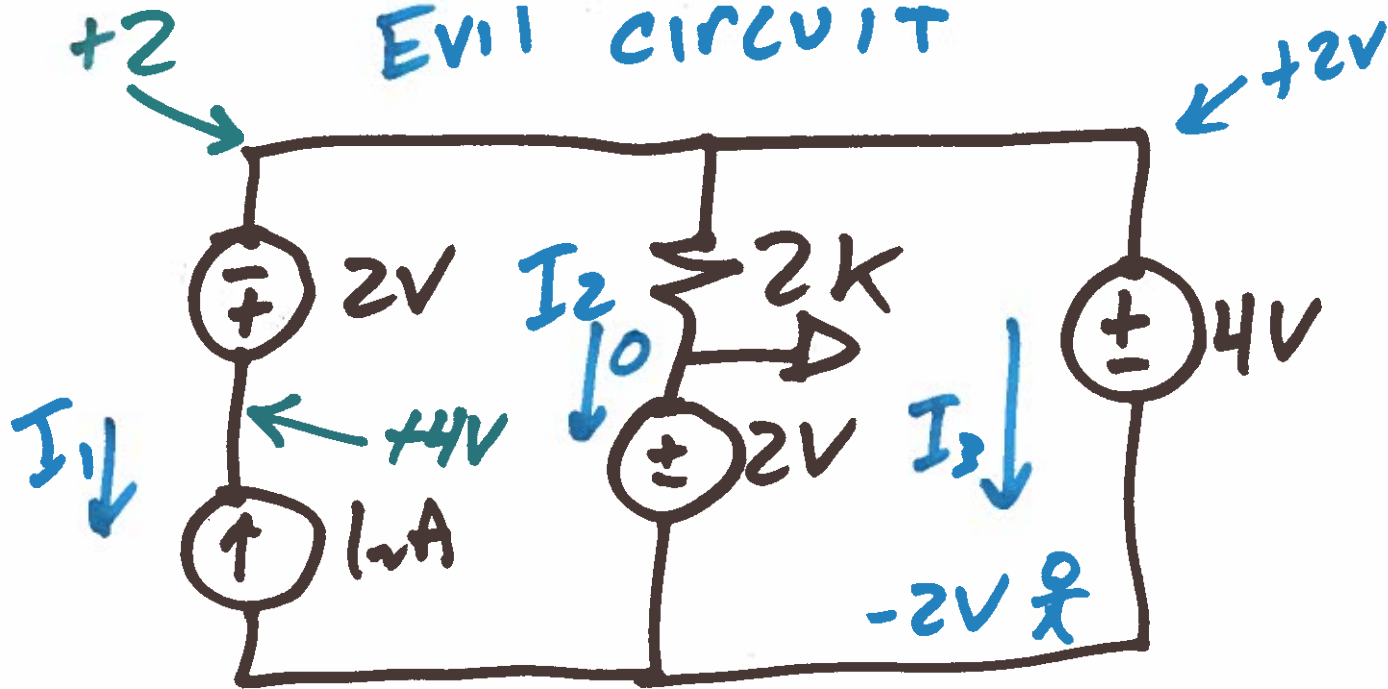 +2
Evil circuit
+2V
-
+
2V
I2
2K
0
+
-
4V
I1
+4V
+
-
2V
I3
1mA
-2V